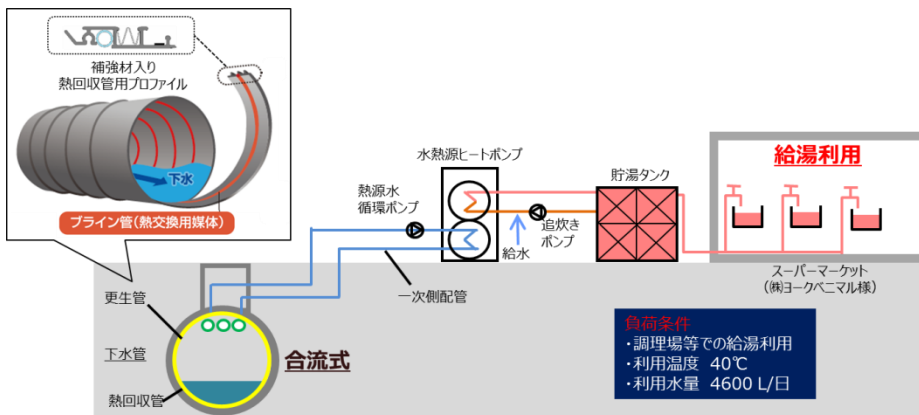 補強材入り
熱回収管用プロファイル
下水
ブライン管(熱交換用媒体)
水熱源ヒートポンプ
熱源水
循環ポンプ
追炊き
ポンプ
給水
貯湯タンク
給湯利用
スーパーマーケット
(㈱ヨークベニマル様)
一次側配管
更生管
下水管
熱回収管
合流式
負荷条件
・調理場等での給湯利用
・利用温度 40℃
・利用水量 4600 L/日